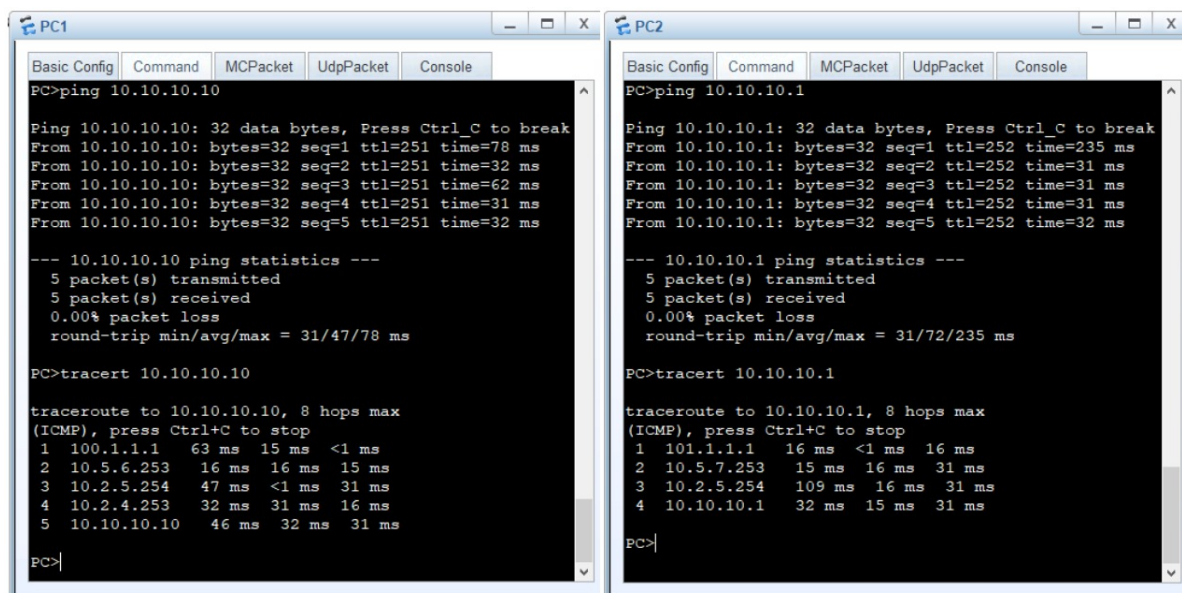 PC1
Basic Config Command MCPacket UdpPacket Console
PC>ping 10.10.10.10
Ping 10.10.10.10: 32 data bytes, Press Ctrl_C to break
From 10.10.10.10: bytes=32 seq=1 ttl=251 time=78 ms
From 10.10.10.10: bytes=32 seq=2 ttl=251 time=32 ms
From 10.10.10.10: bytes=32 seq=3 ttl=251 time=62 ms
From 10.10.10.10: bytes=32 seq=4 ttl=251 time=31 ms
From 10.10.10.10: bytes=32 seq=5 ttl=251 time=32 ms
--- 10.10.10.10 ping statistics ---
5 packet(s) transmitted
5 packet(s) received
0.00% packet loss
round-trip min/avg/max = 31/47/78 ms
PC>tracert 10.10.10.10
traceroute to 10.10.10.10, 8 hops max
(ICMP), press Ctrl+C to stop
1 100.1.1.1 63 ms 15 ms <1 ms
2 10.5.6.253 16 ms 16 ms 15 ms
3 10.2.5.254 47 ms <1 ms 31 ms
4 10.2.4.253 32 ms 31 ms 16 ms
5 10.10.10.10 46 ms 32 ms 31 ms
PC>
PC2
Basic Config Command MCPacket UdpPacket Console
PC>ping 10.10.10.1
Ping 10.10.10.1: 32 data bytes, Press Ctrl_C to break
From 10.10.10.1: bytes=32 seq=1 ttl=252 time=235 ms
From 10.10.10.1: bytes=32 seq=2 ttl=252 time=31 ms
From 10.10.10.1: bytes=32 seq=3 ttl=252 time=31 ms
From 10.10.10.1: bytes=32 seq=4 ttl=252 time=31 ms
From 10.10.10.1: bytes=32 seq=5 ttl=252 time=32 ms
--- 10.10.10.1 ping statistics ---
5 packet(s) transmitted
5 packet(s) received
0.00% packet loss
round-trip min/avg/max = 31/72/235 ms
PC>tracert 10.10.10.1
traceroute to 10.10.10.1, 8 hops max
(ICMP), press Ctrl+C to stop
1 101.1.1.1 16 ms <1 ms 16 ms
2 10.5.7.253 15 ms 16 ms 31 ms
3 10.2.5.254 109 ms 16 ms 31 ms
4 10.10.10.1 32 ms 15 ms 31 ms
PC>